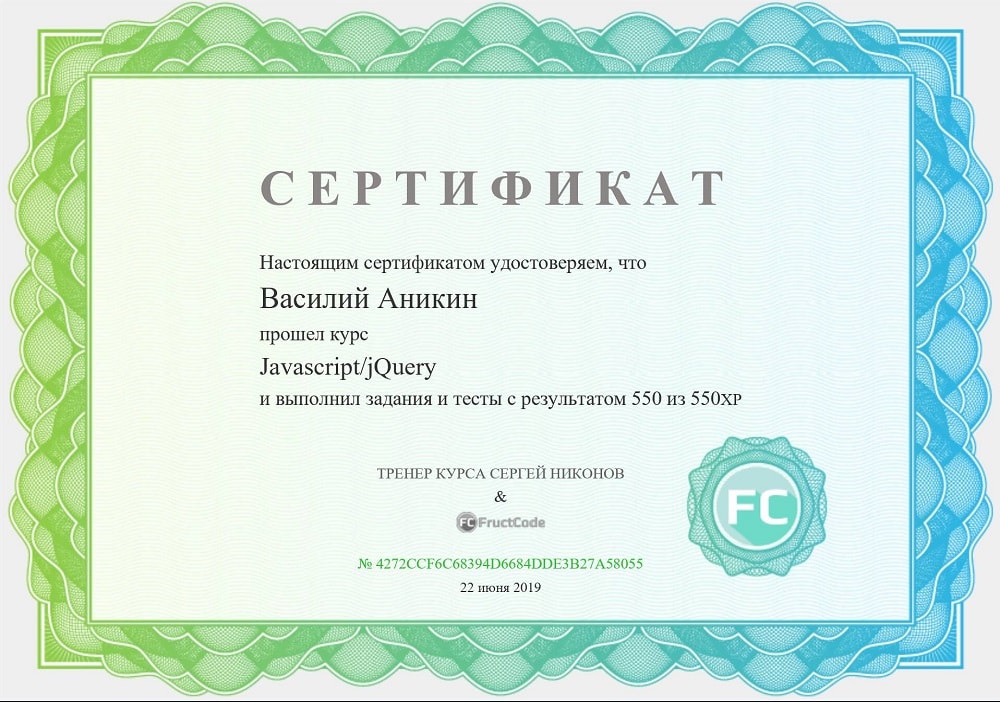 СЕРТИФИКАТ
Настоящим сертификатом удостоверяем, что
Василий Аникин
прошел курс
Javascript/jQuery
и выполнил задания и тесты с результатом 550 из 550XP
ТРЕНЕР КУРСА СЕРГЕЙ НИКОНОВ
&
FC FructCode
FC
№ 4272CCF6C68394D6684DDE3B27A58055
22 июня 2019